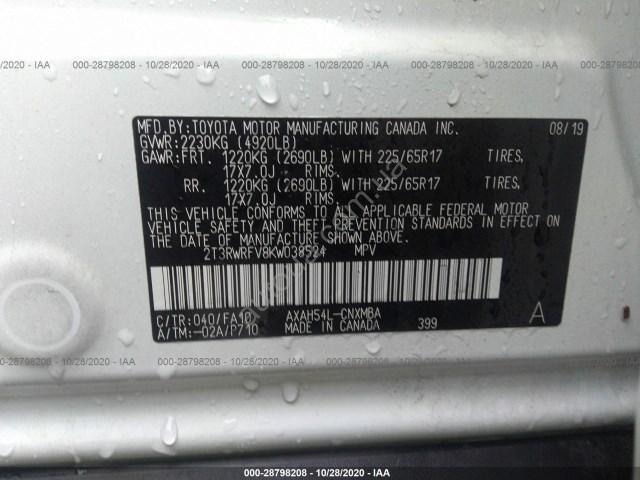 000-28798208 - 10/28/2020 - IAA
MFD.BY:TOYOTA MOTOR MANUFACTURING CANADA INC. 08/19
GVWR:2230KG (4920LB)
GAWR:FRT. 1220KG (2690LB) WITH 225/65R17 TIRES,
17X7.0J RIMS.
RR. 1220KG (2690LB) WITH 225/65R17 TIRES,
17X7.0J RIMS.
THIS VEHICLE CONFORMS TO ALL APPLICABLE FEDERAL MOTOR
VEHICLE SAFETY AND THEFT PREVENTION STANDARDS IN EFFECT ON
THE DATE OF MANUFACTURE SHOWN ABOVE.
2T3RWRFV8KW038524 MPV
C/TR:040/FA10 AXAH54L-CNXMBA
A/TM:-02A/P710 MADE IN CANADA 399 A
000-28798208 - 10/28/2020 - IAA